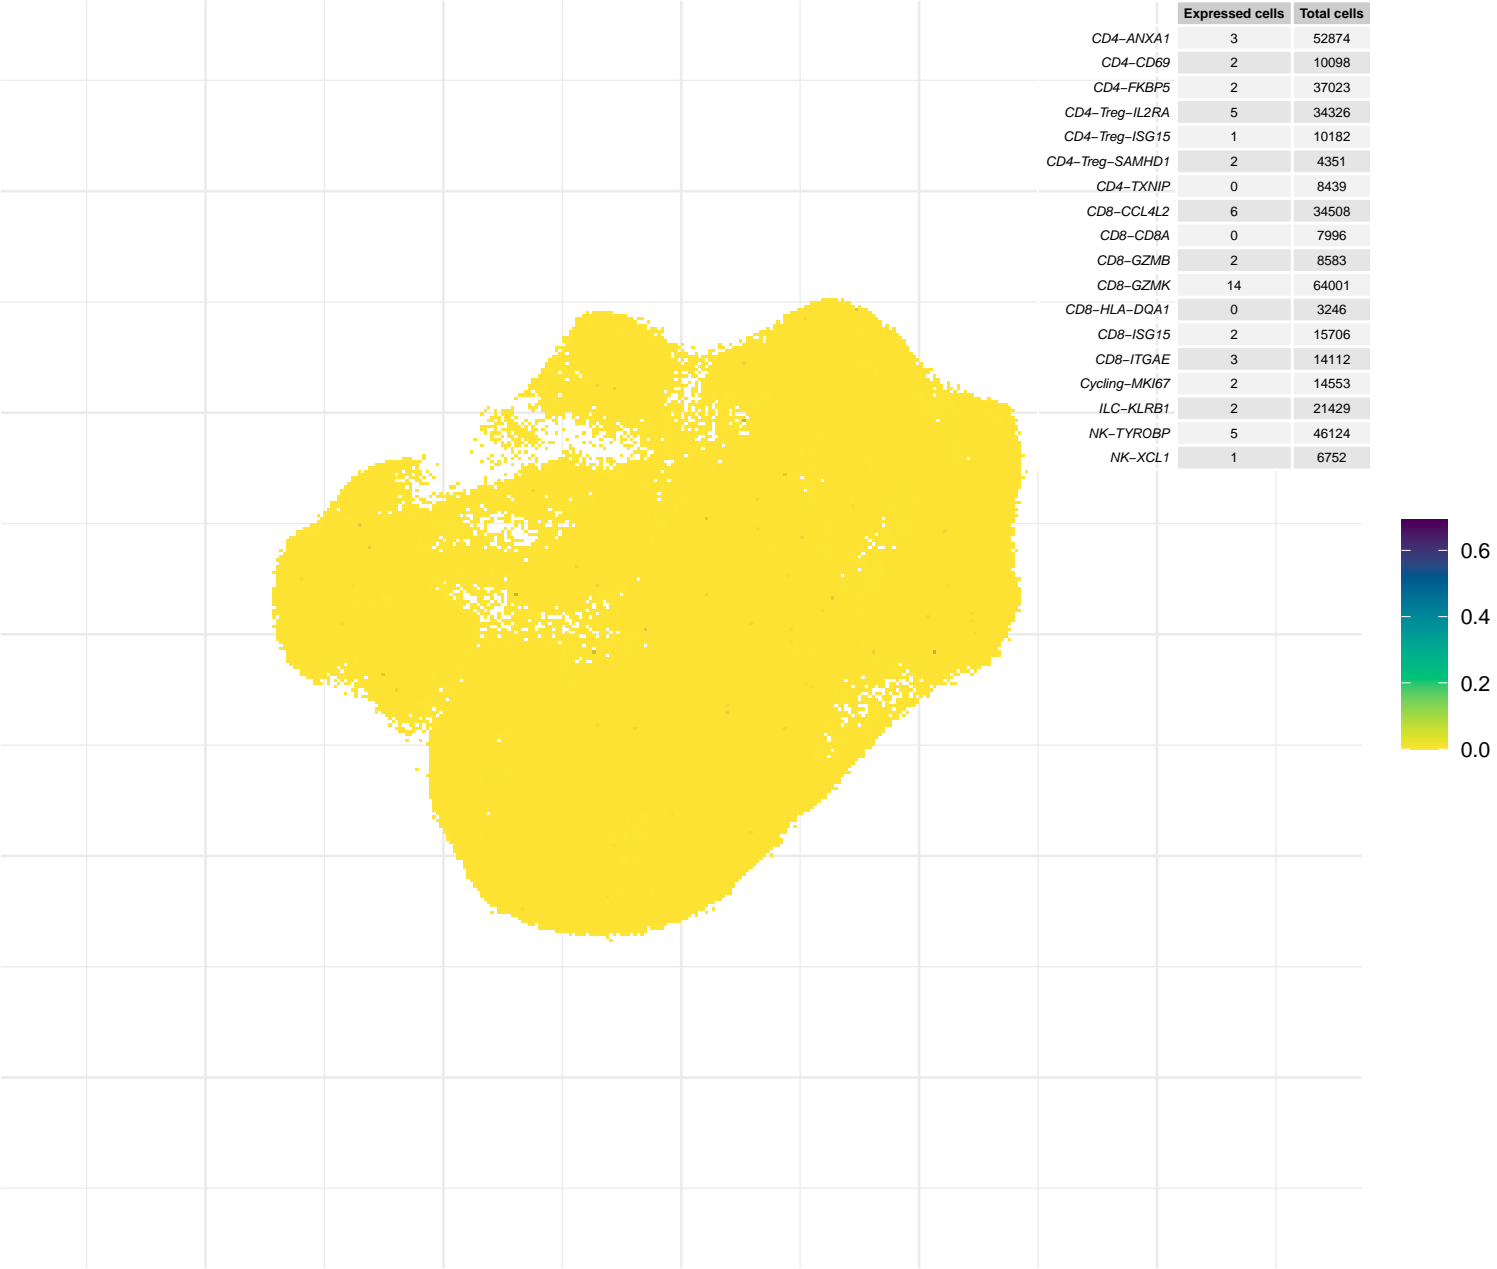 Expressed cells Total cells
CD4−ANXA1 3 52874
CD4−CD69 2 10098
CD4−FKBP5 2 37023
CD4−Treg−IL2RA 5 34326
CD4−Treg−ISG15 1 10182
CD4−Treg−SAMHD1 2 4351
CD4−TXNIP 0 8439
CD8−CCL4L2 6 34508
CD8−CD8A 0 7996
CD8−GZMB 2 8583
CD8−GZMK 14 64001
CD8−HLA−DQA1 0 3246
CD8−ISG15 2 15706
CD8−ITGAE 3 14112
Cycling−MKI67 2 14553
ILC−KLRB1 2 21429
NK−TYROBP 5 46124
NK−XCL1 1 6752
0.6
0.4
0.2
0.0